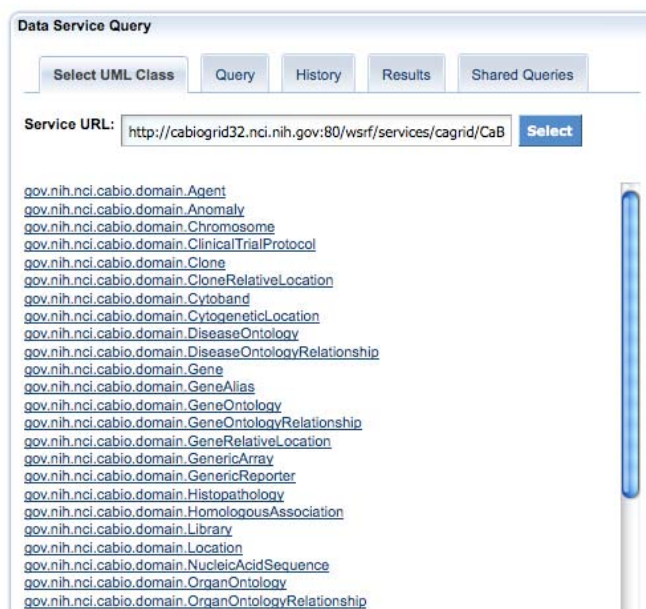 Data Service Query
Select UML Class Query History Results Shared Queries
Service URL: http://cabiogrid32.nci.nih.gov:80/wsrf/services/cagrid/CaB Select
gov.nih.nci.cabio.domain.Agent
gov.nih.nci.cabio.domain.Anomaly
gov.nih.nci.cabio.domain.Chromosome
gov.nih.nci.cabio.domain.ClinicalTrialProtocol
gov.nih.nci.cabio.domain.Clone
gov.nih.nci.cabio.domain.CloneRelativeLocation
gov.nih.nci.cabio.domain.Cytoband
gov.nih.nci.cabio.domain.CytogeneticLocation
gov.nih.nci.cabio.domain.DiseaseOntology
gov.nih.nci.cabio.domain.DiseaseOntologyRelationship
gov.nih.nci.cabio.domain.Gene
gov.nih.nci.cabio.domain.GeneAlias
gov.nih.nci.cabio.domain.GeneOntology
gov.nih.nci.cabio.domain.GeneOntologyRelationship
gov.nih.nci.cabio.domain.GeneRelativeLocation
gov.nih.nci.cabio.domain.GenericArray
gov.nih.nci.cabio.domain.GenericReporter
gov.nih.nci.cabio.domain.Histopathology
gov.nih.nci.cabio.domain.HomologousAssociation
gov.nih.nci.cabio.domain.Library
gov.nih.nci.cabio.domain.Location
gov.nih.nci.cabio.domain.NucleicAcidSequence
gov.nih.nci.cabio.domain.OrganOntology
gov.nih.nci.cabio.domain.OrganOntologyRelationship